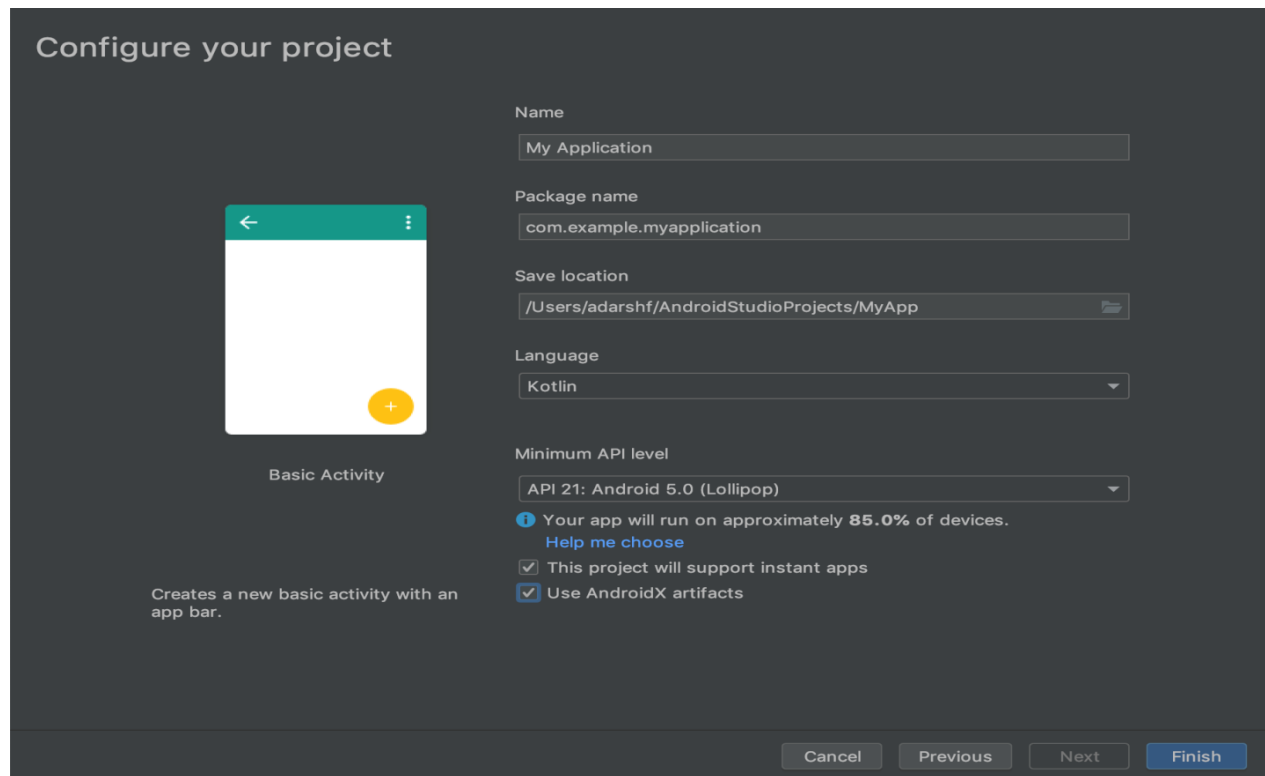 Configure your project
Name
My Application
Package name
com.example.myapplication
Save location
/Users/adarshf/AndroidStudioProjects/MyApp
Language
Kotlin
Minimum API level
API 21: Android 5.0 (Lollipop)
Your app will run on approximately 85.0% of devices.
Help me choose
This project will support instant apps
Use AndroidX artifacts
Basic Activity
Creates a new basic activity with an
app bar.
Cancel
Previous
Next
Finish